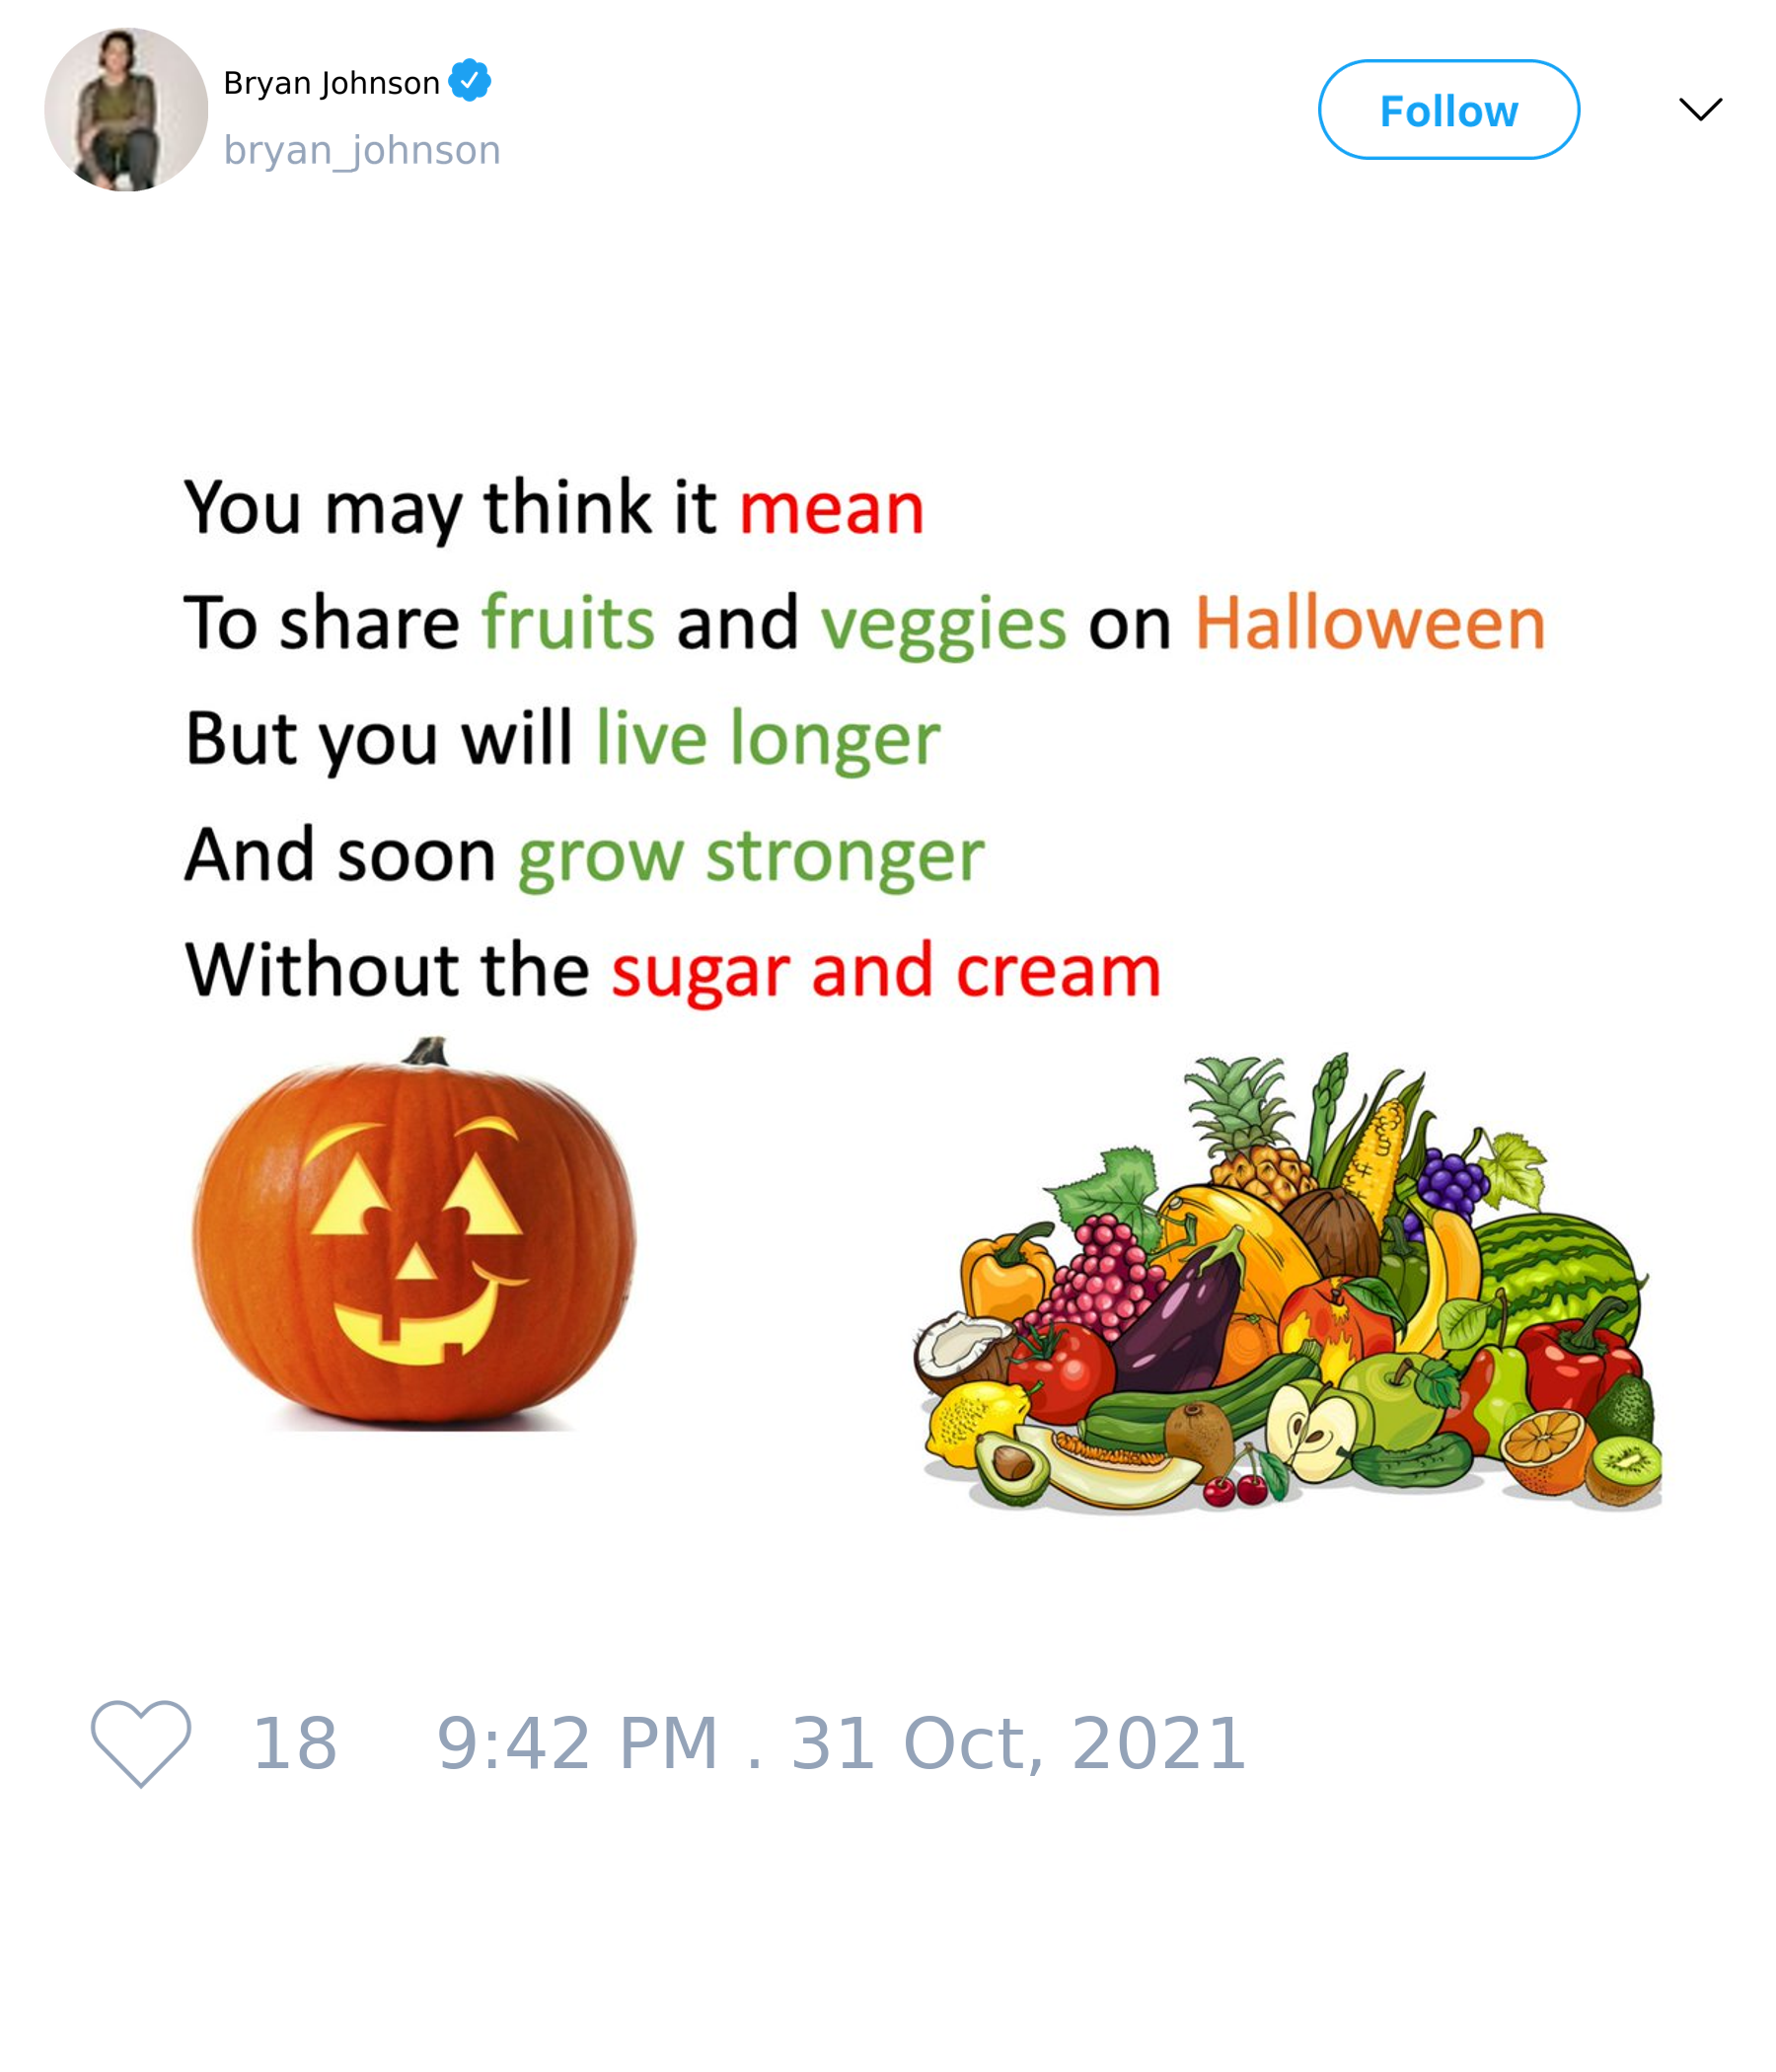 Bryan Johnson
bryan_johnson
Follow
You may think it mean
To share fruits and veggies on Halloween
But you will live longer
And soon grow stronger
Without the sugar and cream
18 9:42 PM . 31 Oct, 2021